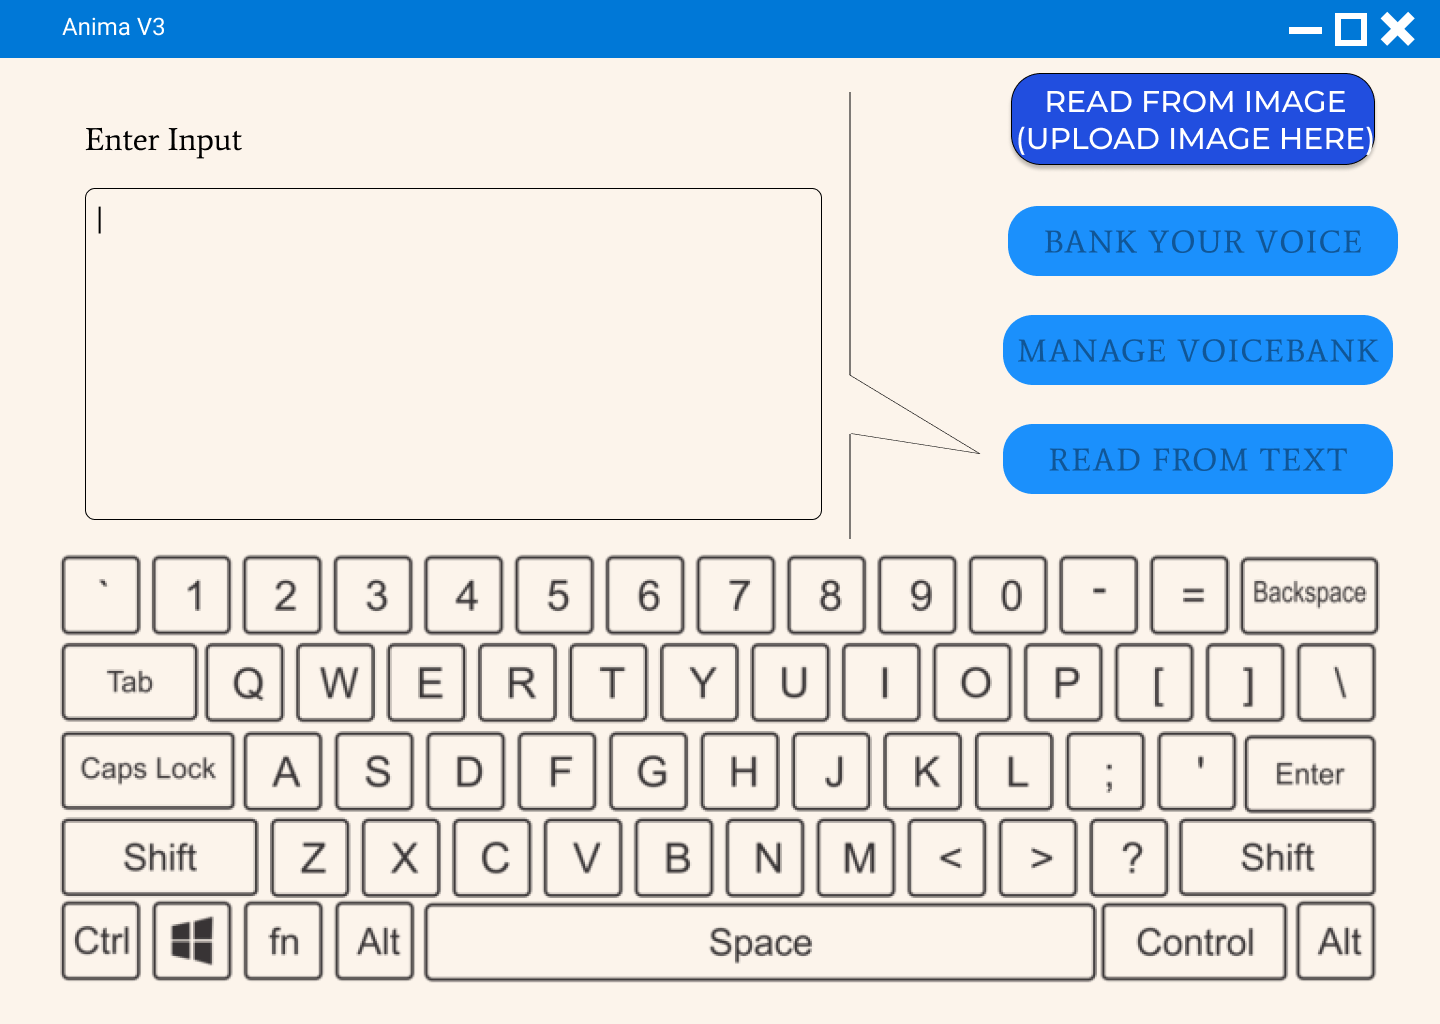 Anima V3
Enter Input
READ FROM IMAGE
(UPLOAD IMAGE HERE)
BANK YOUR VOICE
MANAGE VOICEBANK
READ FROM TEXT
` 1 2 3 4 5 6 7 8 9 0 - = Backspace
Tab Q W E R T Y U I O P [ ] \
Caps Lock A S D F G H J K L ; ' Enter
Shift Z X C V B N M < > ? Shift
Ctrl fn Alt Space Control Alt